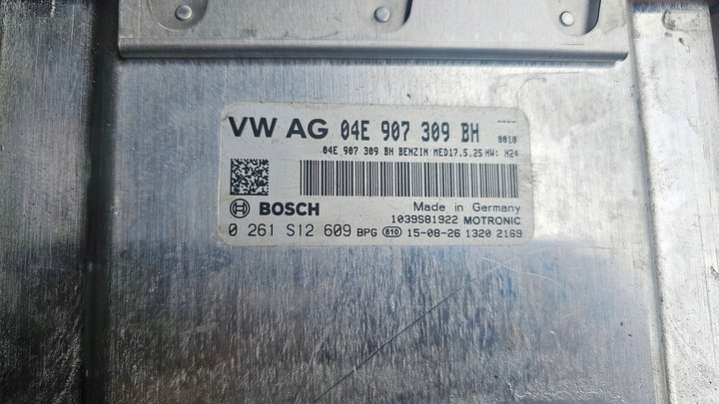 VW AG 04E 907 309 BH
0010
04E 907 309 BH BENZIN MED17.5.25 HW: H24
BOSCH
Made in Germany
1039S81922 MOTRONIC
0 261 S12 609 BPG 610 15-08-26 1320 2169